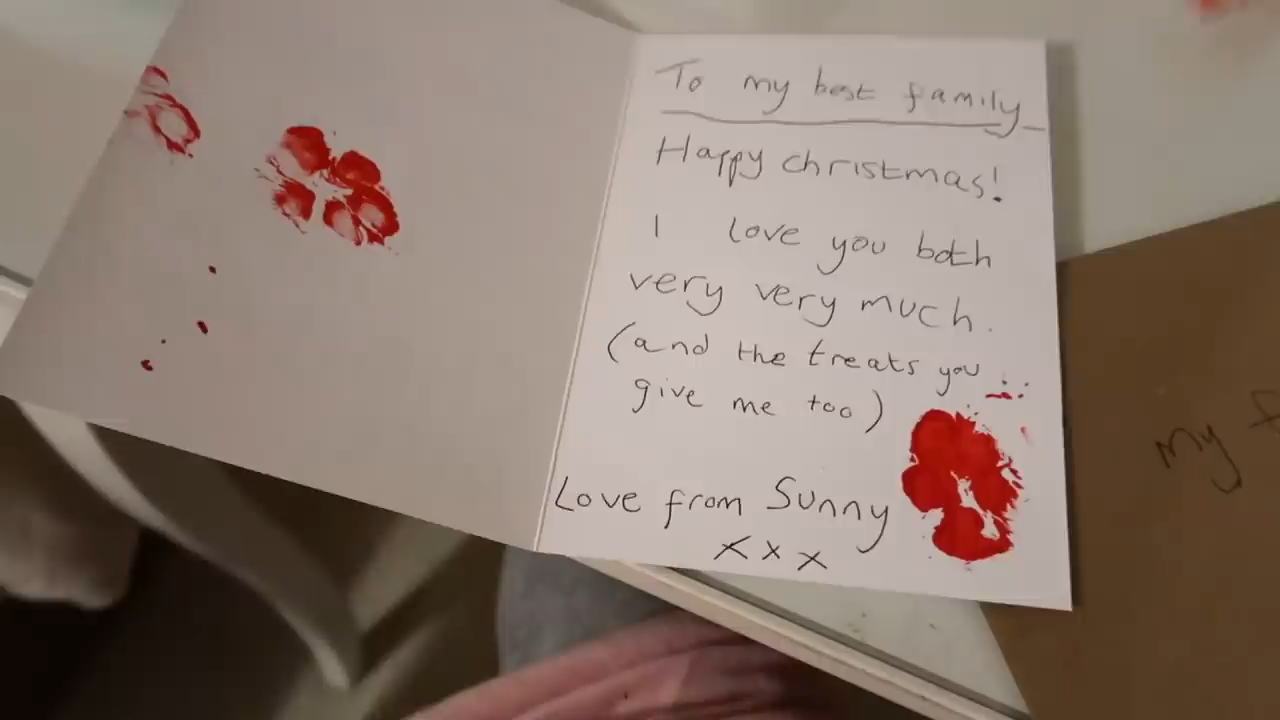 To my best family
Happy christmas!
I love you both
very very much.
(and the treats you
give me too)
Love from Sunny
xxx
my